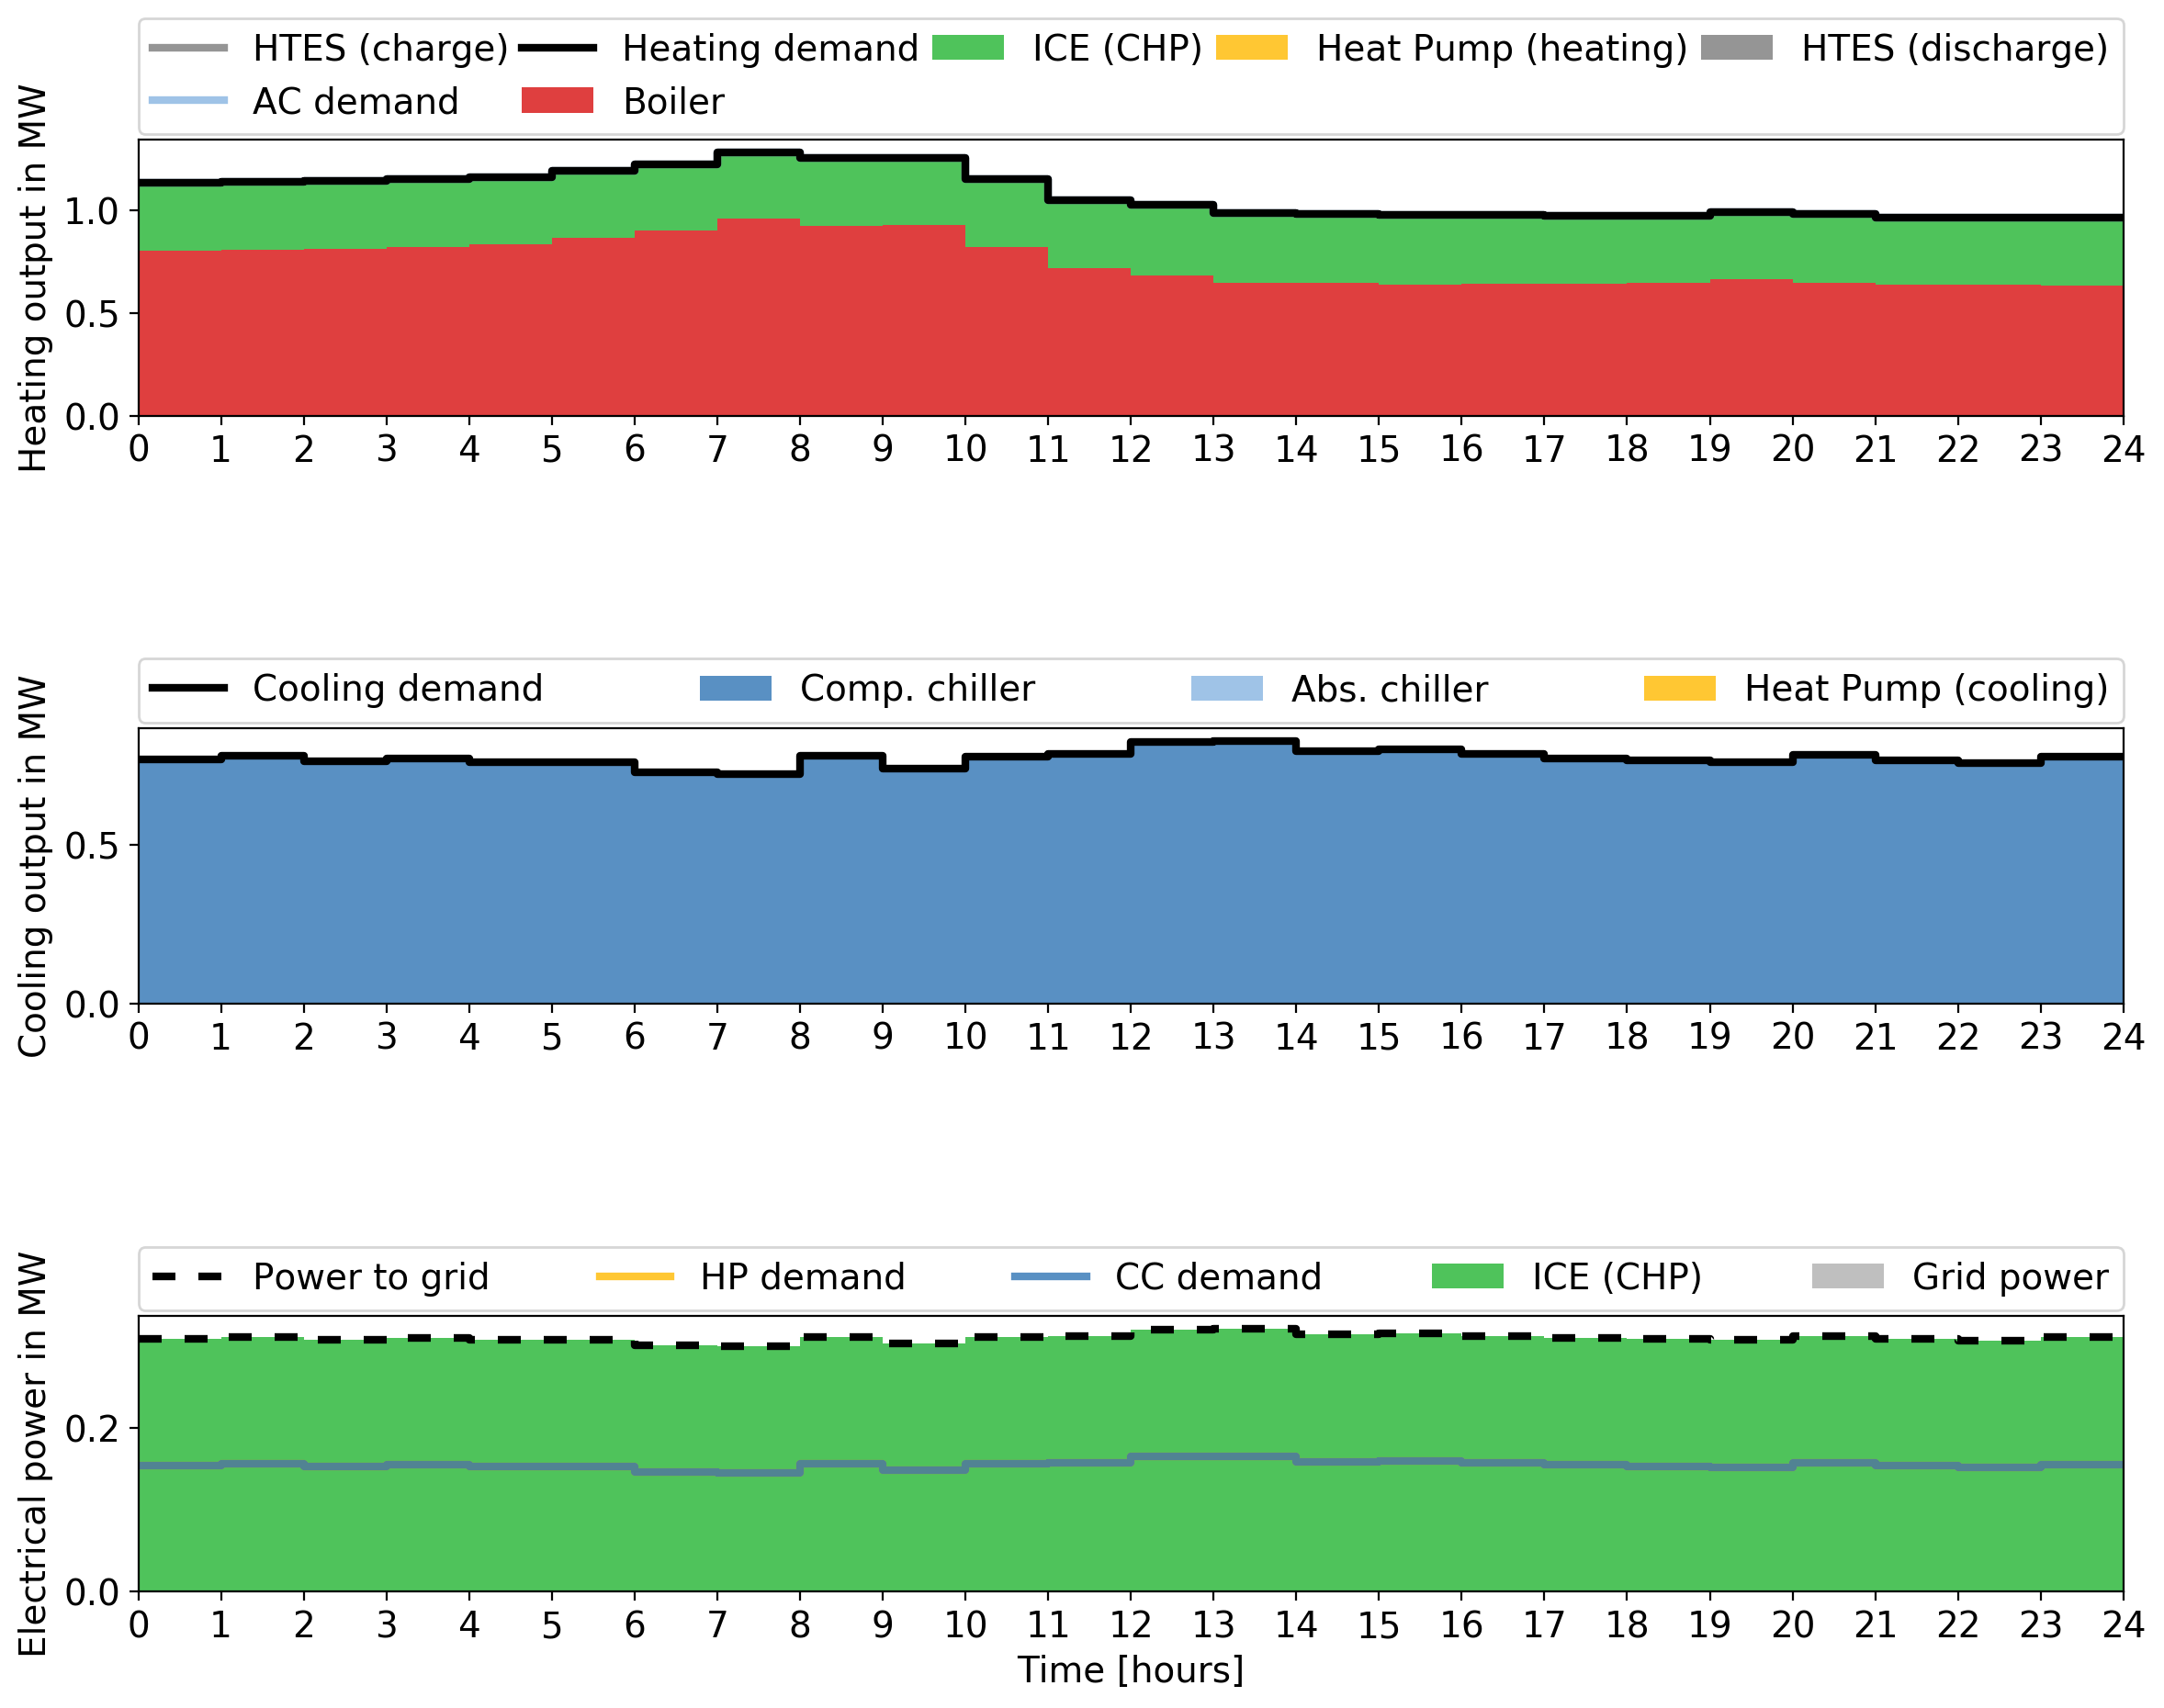 HTES (charge) Heating demand ICE (CHP) Heat Pump (heating) HTES (discharge)
AC demand Boiler
Heating output in MW
1.0
0.5
0.0
0 1 2 3 4 5 6 7 8 9 10 11 12 13 14 15 16 17 18 19 20 21 22 23 24
Cooling demand Comp. chiller Abs. chiller Heat Pump (cooling)
Cooling output in MW
0.5
0.0
0 1 2 3 4 5 6 7 8 9 10 11 12 13 14 15 16 17 18 19 20 21 22 23 24
Power to grid HP demand CC demand ICE (CHP) Grid power
Electrical power in MW
0.2
0.0
0 1 2 3 4 5 6 7 8 9 10 11 12 13 14 15 16 17 18 19 20 21 22 23 24
Time [hours]